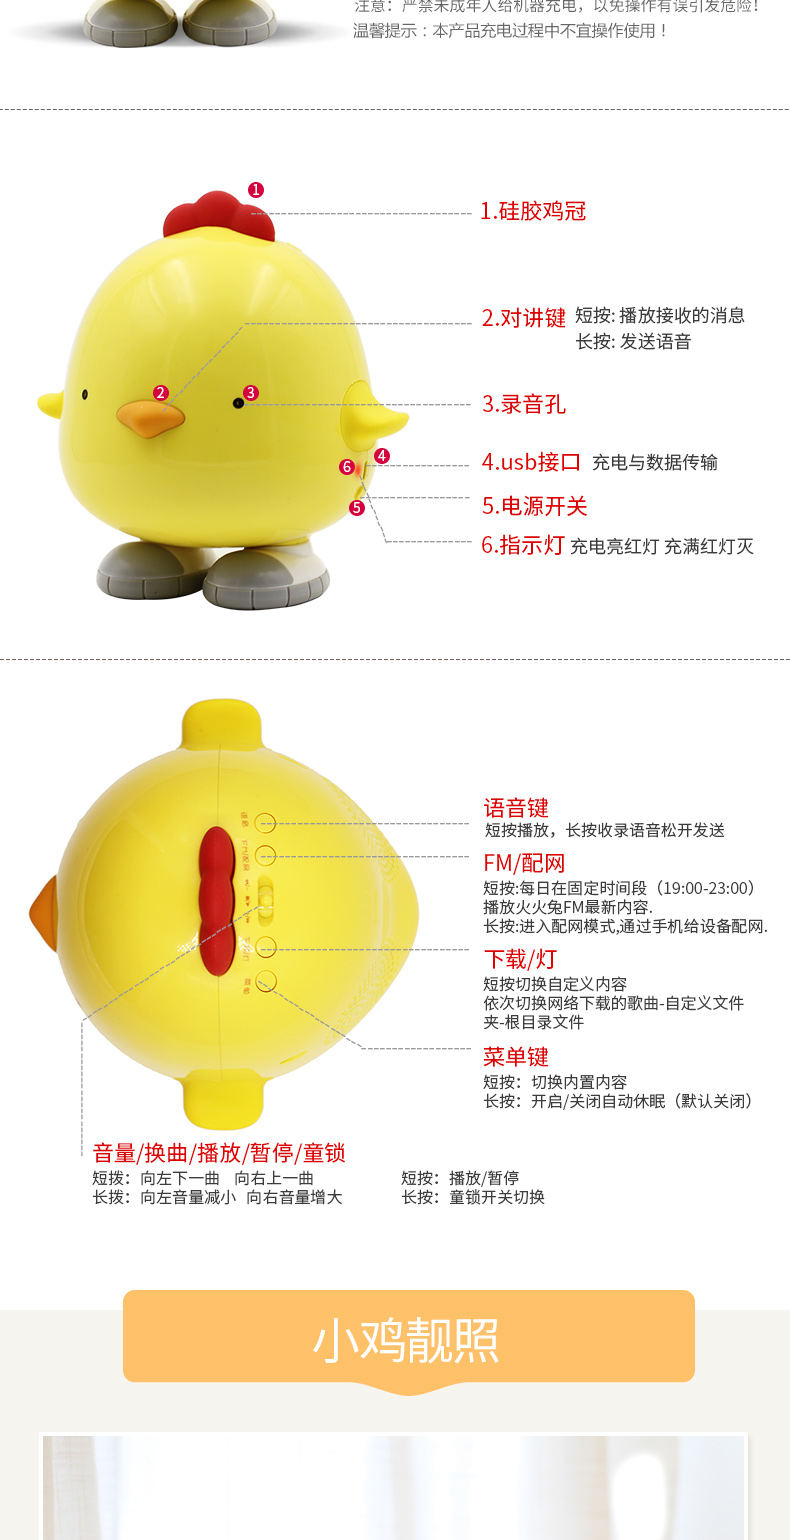 注意：严禁未成年人给机器充电，以免操作有误引发危险！
温馨提示：本产品充电过程中不宜操作使用！
1
1.硅胶鸡冠
2.对讲键 短按: 播放接收的消息
长按: 发送语音
2
3
3.录音孔
4
6
4.usb接口 充电与数据传输
5
5.电源开关
6.指示灯 充电亮红灯 充满红灯灭
语音键
短按播放，长按收录语音松开发送
FM/配网
短按:每日在固定时间段（19:00-23:00）
播放火火兔FM最新内容.
长按:进入配网模式,通过手机给设备配网.
下载/灯
短按切换自定义内容
依次切换网络下载的歌曲-自定义文件
夹-根目录文件
菜单键
短按：切换内置内容
长按：开启/关闭自动休眠（默认关闭）
音量/换曲/播放/暂停/童锁
短拨：向左下一曲 向右上一曲 短按：播放/暂停
长拨：向左音量减小 向右音量增大 长按：童锁开关切换
小鸡靓照